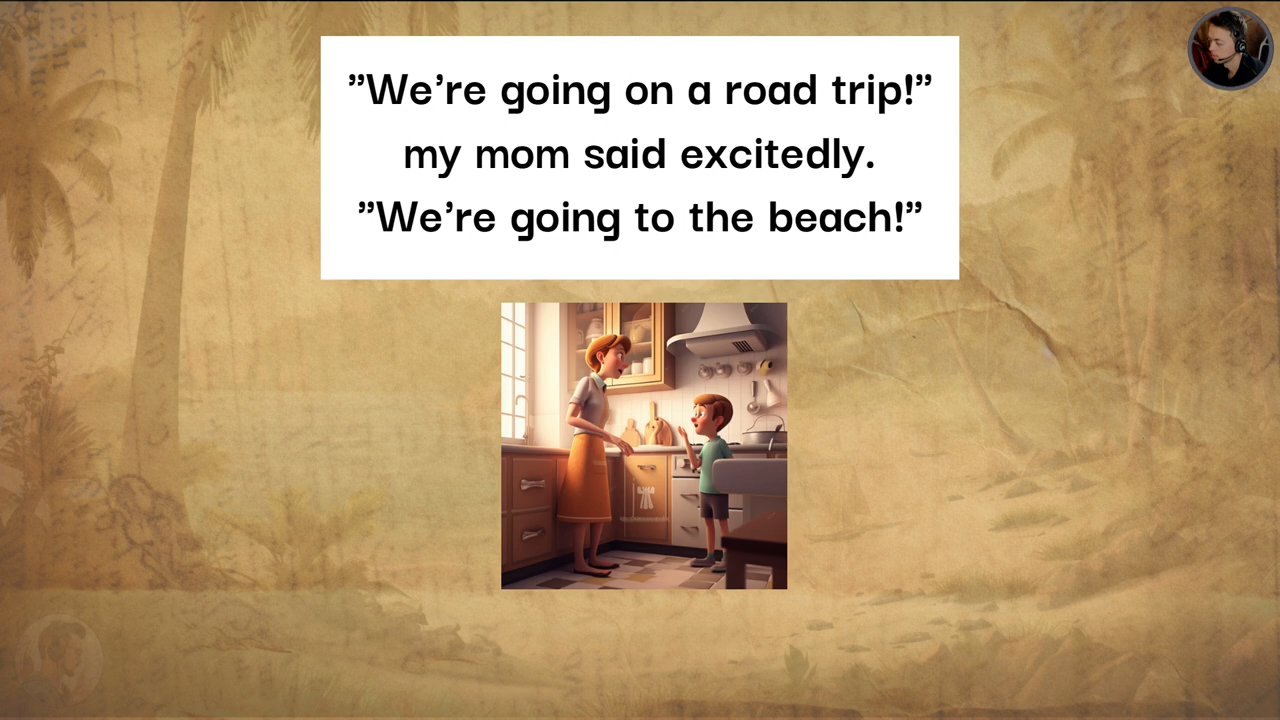 ”We’re going on a road trip!”
my mom said excitedly.
”We’re going to the beach!”